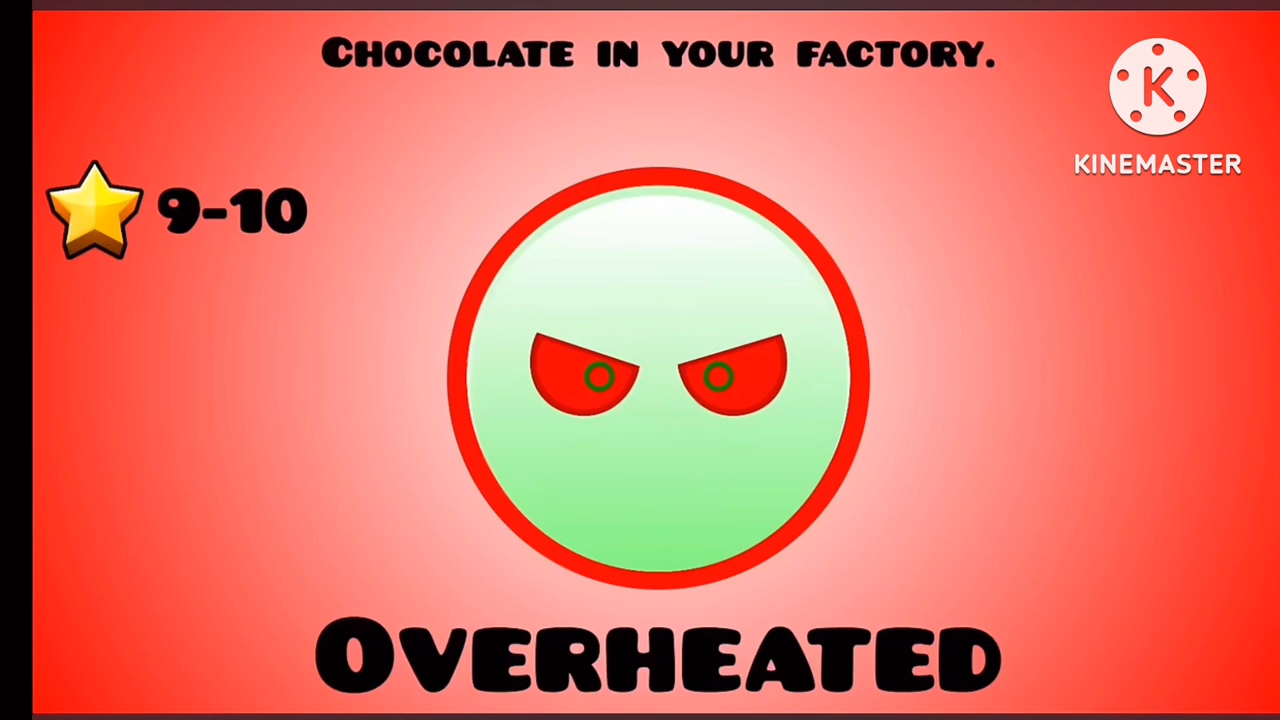 CHOCOLATE IN YOUR FACTORY.
K
KINEMASTER
9-10
OVERHEATED